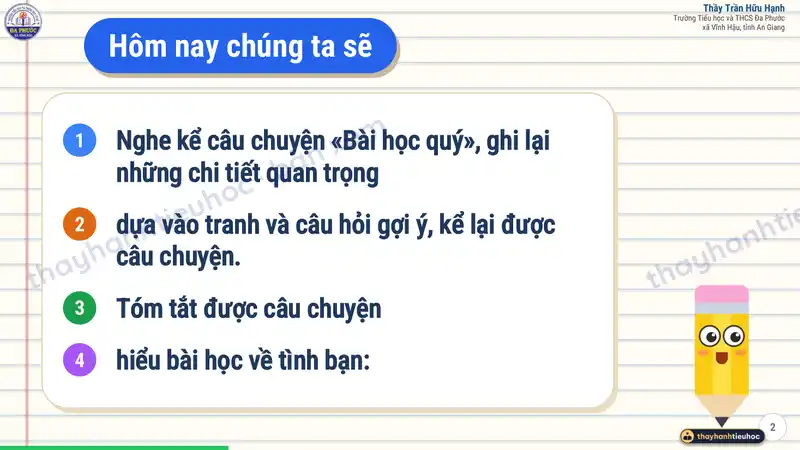 Thầy Trần Hữu Hạnh
Trường Tiểu học và THCS Đa Phước
xã Vĩnh Hậu, tỉnh An Giang
ĐA PHƯỚC
Hôm nay chúng ta sẽ
1 Nghe kể câu chuyện «Bài học quý», ghi lại
những chi tiết quan trọng
2 dựa vào tranh và câu hỏi gợi ý, kể lại được
câu chuyện.
3 Tóm tắt được câu chuyện
4 hiểu bài học về tình bạn:
thayhanhtieuhoc
2